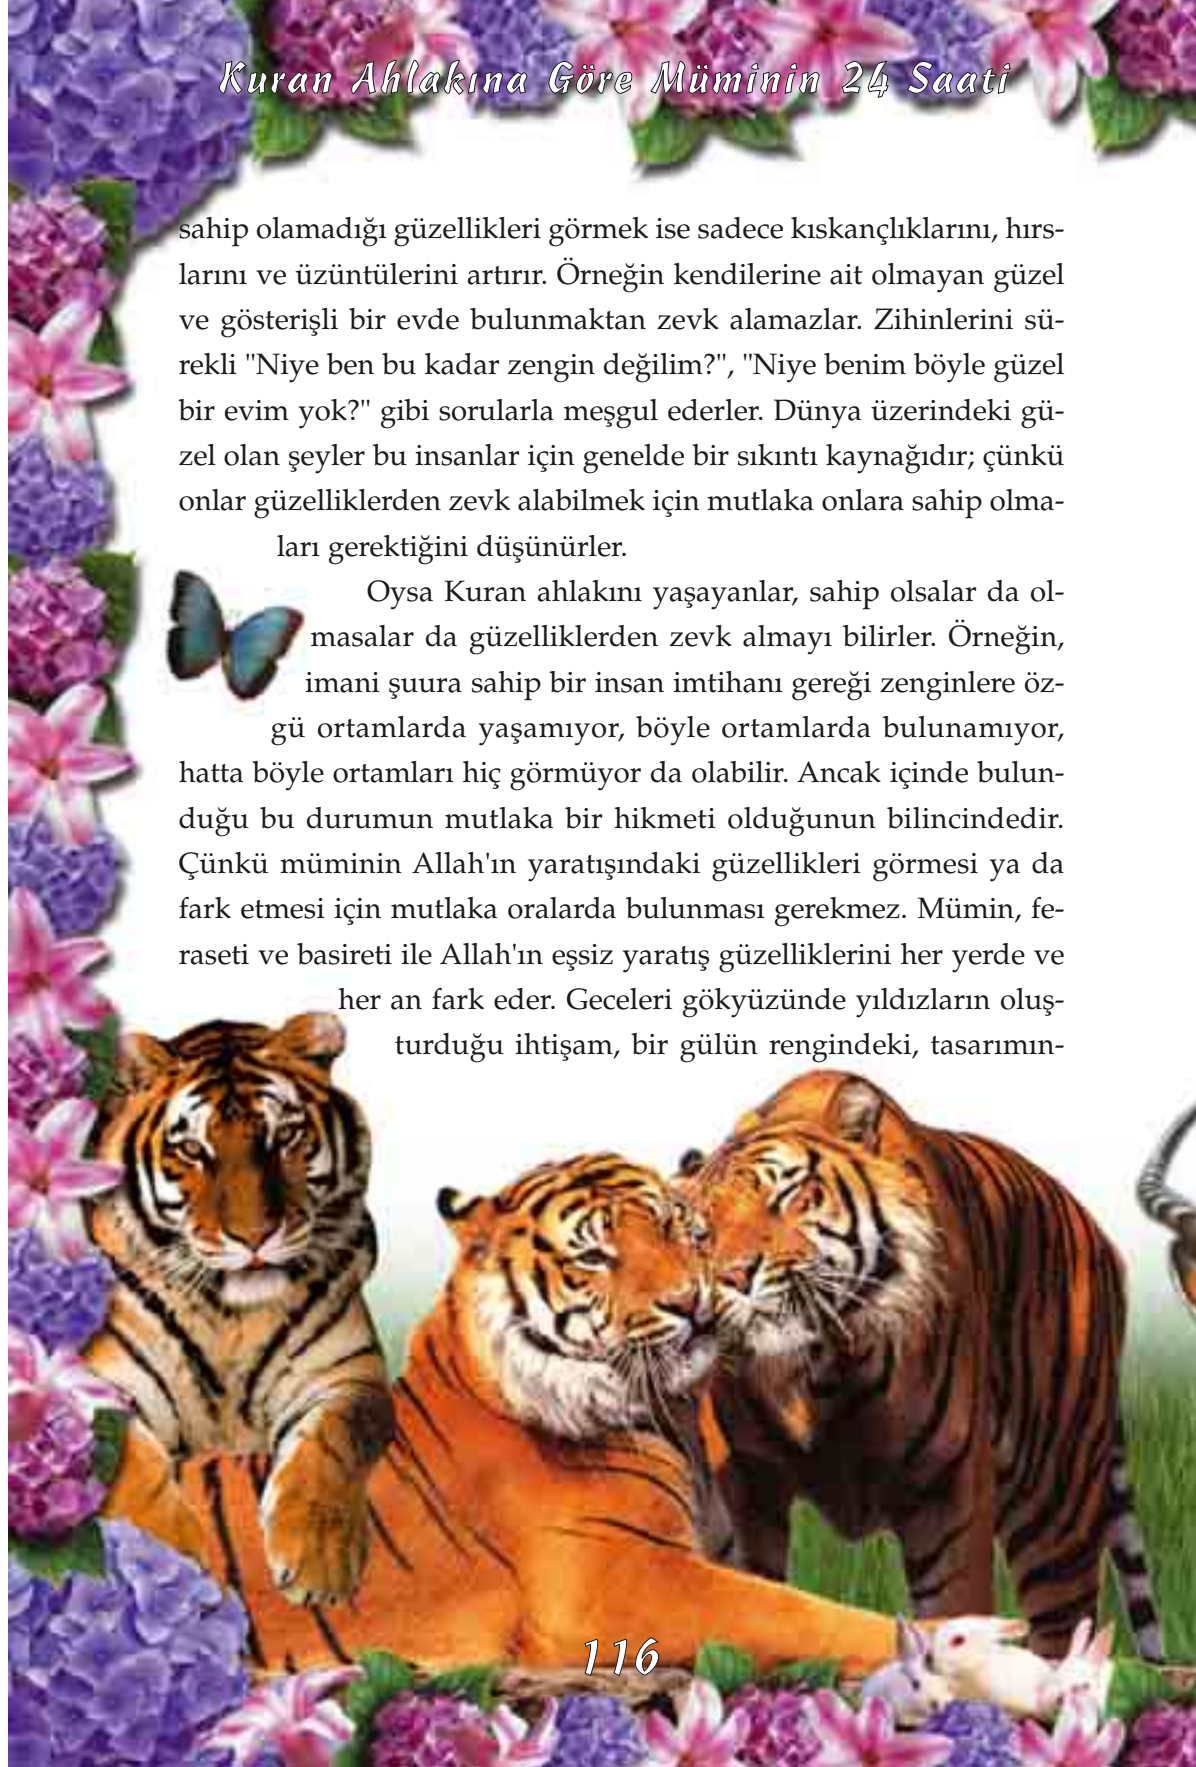 Kuran Ahlakına Göre Müminin 24 Saati
sahip olamadığı güzellikleri görmek ise sadece kıskançlıklarını, hırs-
larını ve üzüntülerini artırır. Örneğin kendilerine ait olmayan güzel
ve gösterişli bir evde bulunmaktan zevk alamazlar. Zihinlerini sü-
rekli "Niye ben bu kadar zengin değilim?", "Niye benim böyle güzel
bir evim yok?" gibi sorularla meşgul ederler. Dünya üzerindeki gü-
zel olan şeyler bu insanlar için genelde bir sıkıntı kaynağıdır; çünkü
onlar güzelliklerden zevk alabilmek için mutlaka onlara sahip olma-
ları gerektiğini düşünürler.
Oysa Kuran ahlakını yaşayanlar, sahip olsalar da ol-
masalar da güzelliklerden zevk almayı bilirler. Örneğin,
imani şuura sahip bir insan imtihanı gereği zenginlere öz-
gü ortamlarda yaşamıyor, böyle ortamlarda bulunamıyor,
hatta böyle ortamları hiç görmüyor da olabilir. Ancak içinde bulun-
duğu bu durumun mutlaka bir hikmeti olduğunun bilincindedir.
Çünkü müminin Allah'ın yaratışındaki güzellikleri görmesi ya da
fark etmesi için mutlaka oralarda bulunması gerekmez. Mümin, fe-
raseti ve basireti ile Allah'ın eşsiz yaratış güzelliklerini her yerde ve
her an fark eder. Geceleri gökyüzünde yıldızların oluş-
turduğu ihtişam, bir gülün rengindeki, tasarımın-
116